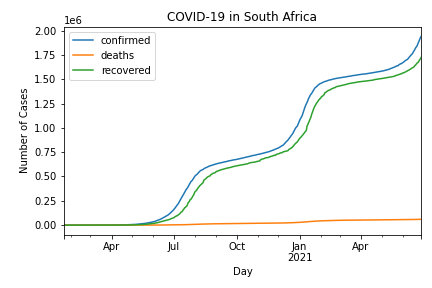 COVID-19 in South Africa
1e6
confirmed
deaths
recovered
2.00
1.75
1.50
1.25
1.00
0.75
0.50
0.25
0.00
Number of Cases
Apr
Jul
Oct
Jan
2021
Apr
Day